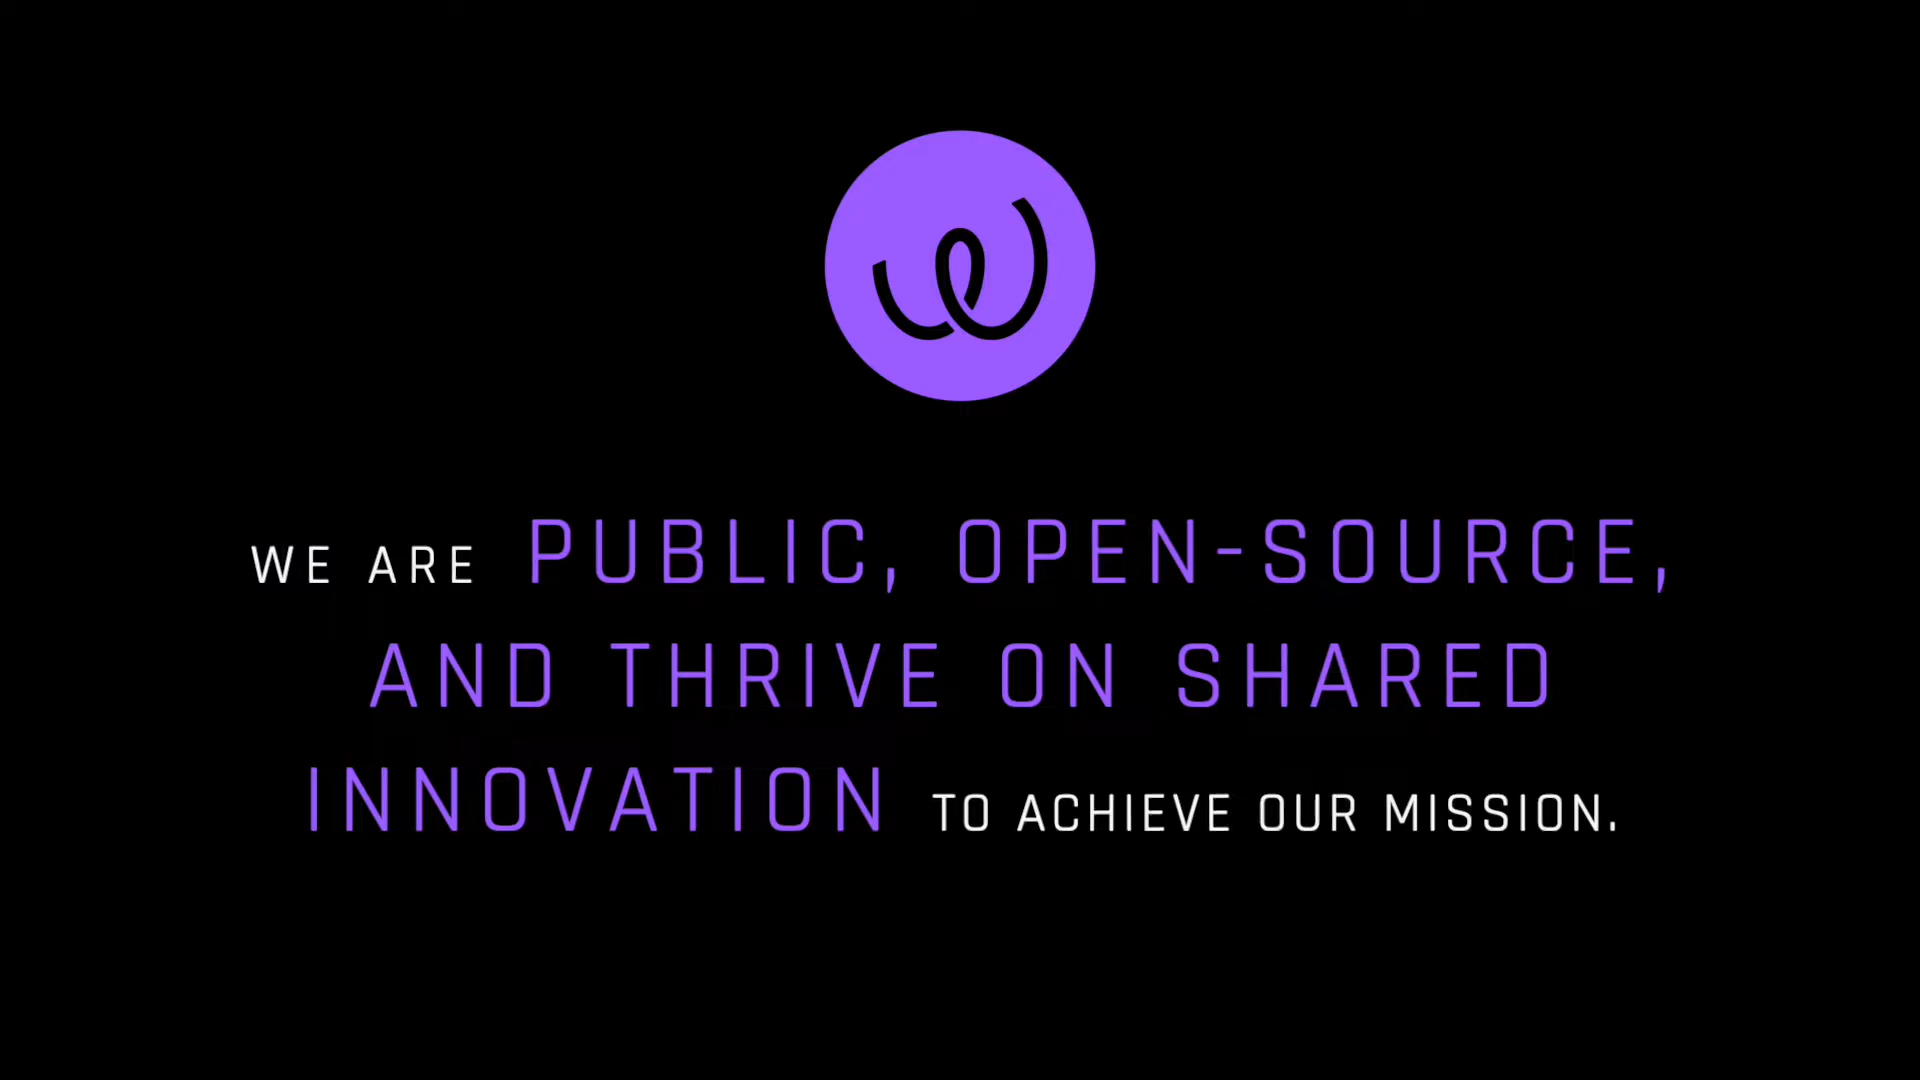 WE ARE PUBLIC, OPEN-SOURCE,
AND THRIVE ON SHARED
INNOVATION TO ACHIEVE OUR MISSION.